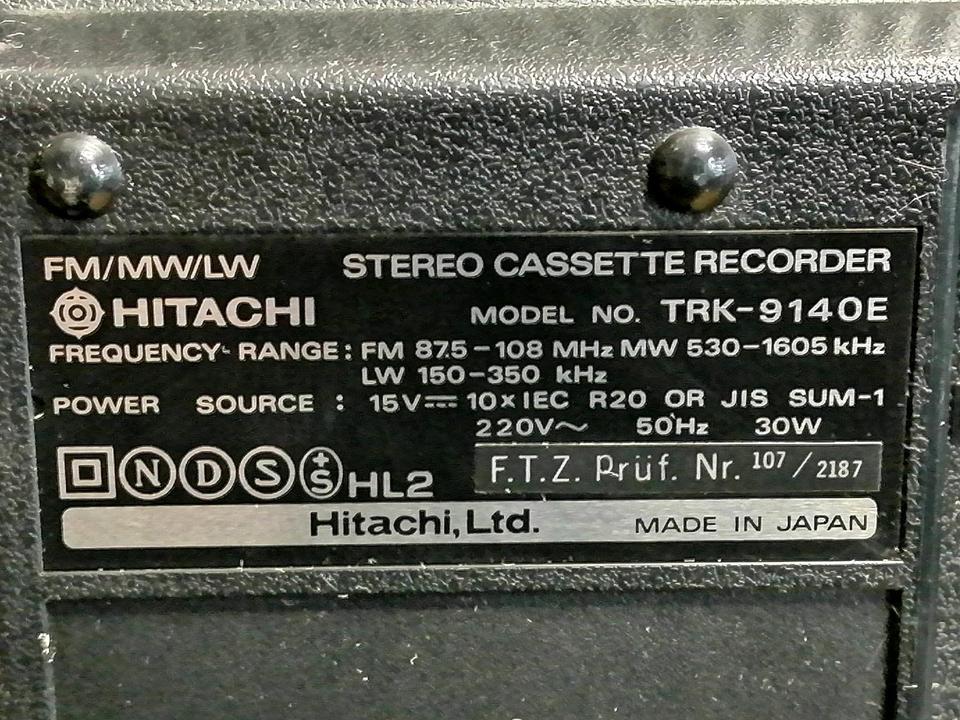 FM/MW/LW STEREO CASSETTE RECORDER
HITACHI MODEL NO. TRK-9140E
FREQUENCY RANGE: FM 87.5-108 MHz MW 530-1605 kHz
LW 150-350 kHz
POWER SOURCE : 15V⎓ 10×IEC R20 OR JIS SUM-1
220V~ 50Hz 30W
N D S +S HL2 F.T.Z. Prüf. Nr. 107/2187
Hitachi, Ltd. MADE IN JAPAN